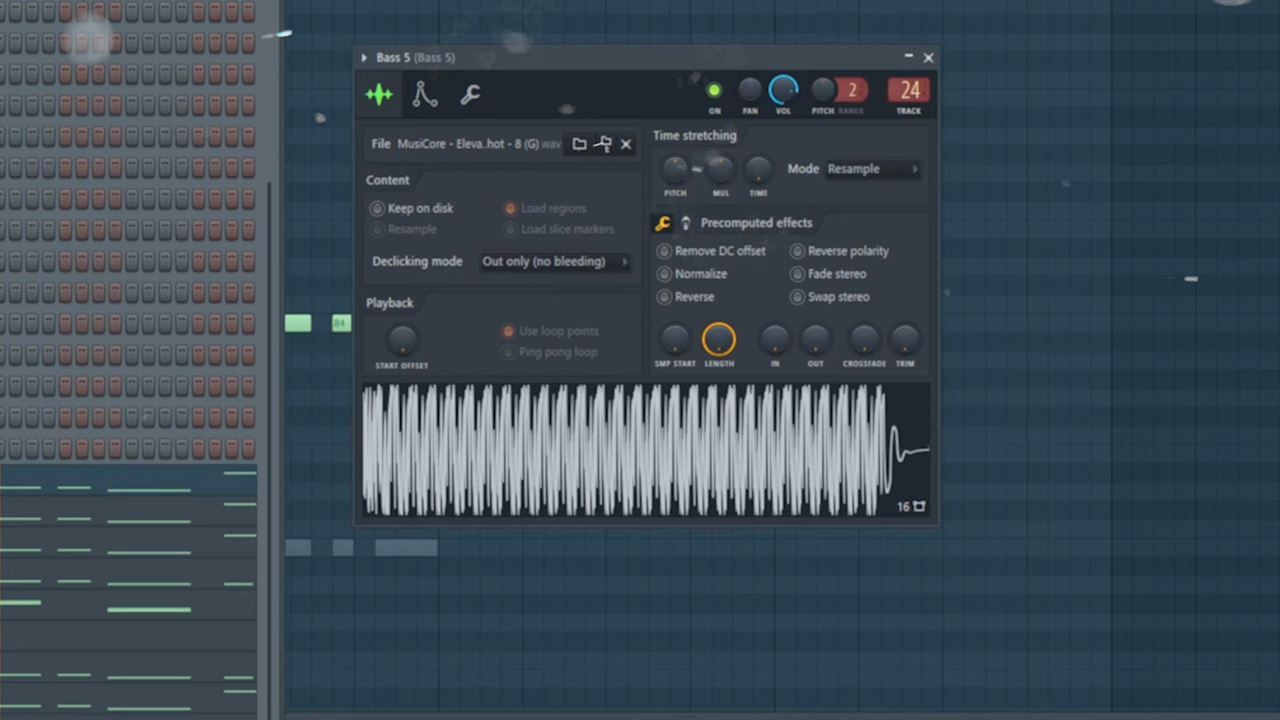 Bass 5 (Bass 5)
ON
PAN
VOL
PITCH
RANGE
2
24
TRACK
File MusiCore - Eleva..hot - 8 (G) wav
Time stretching
PITCH
MUL
TIME
Mode Resample
Content
Keep on disk
Load regions
Resample
Load slice markers
Declicking mode Out only (no bleeding)
Precomputed effects
Remove DC offset
Reverse polarity
Normalize
Fade stereo
Reverse
Swap stereo
Playback
START OFFSET
Use loop points
Ping pong loop
SMP START
LENGTH
IN
OUT
CROSSFADE
TRIM
16